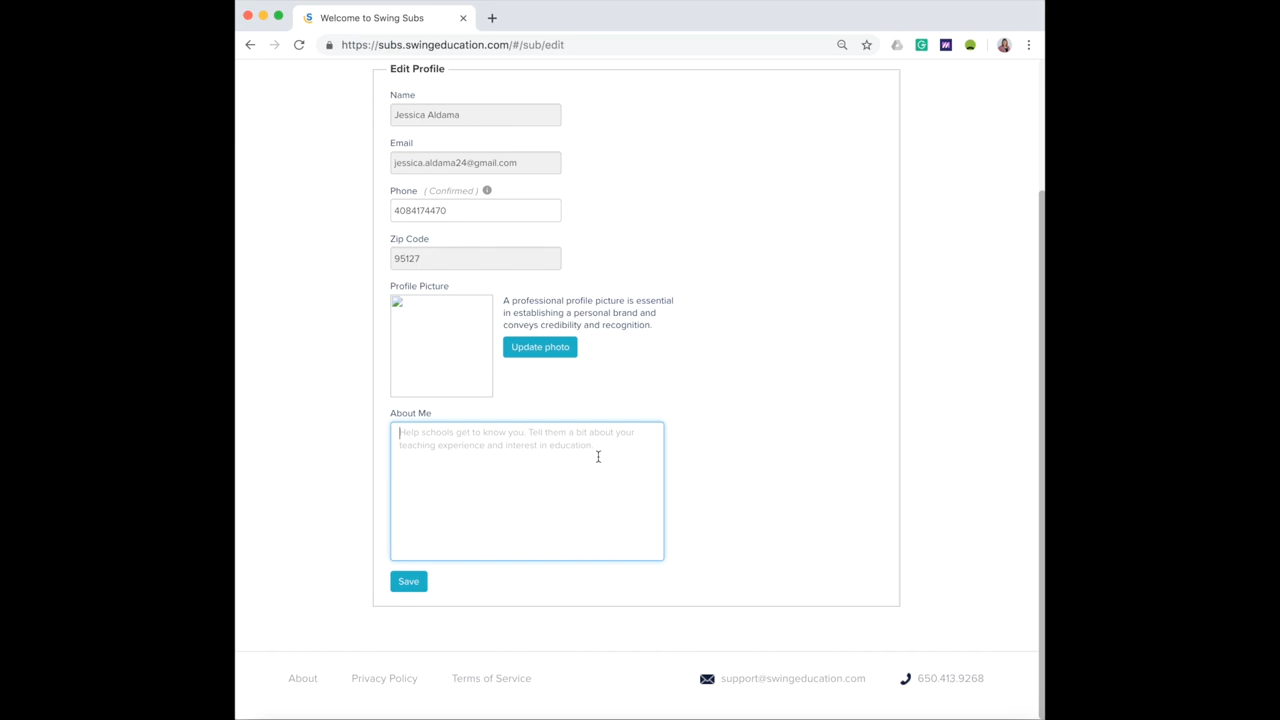 Welcome to Swing Subs
https://subs.swingeducation.com/#/sub/edit
Edit Profile
Name
Jessica Aldama
Email
jessica.aldama24@gmail.com
Phone ( Confirmed )
4084174470
Zip Code
95127
Profile Picture
A professional profile picture is essential
in establishing a personal brand and
conveys credibility and recognition.
Update photo
About Me
Help schools get to know you. Tell them a bit about your
teaching experience and interest in education.
Save
About Privacy Policy Terms of Service support@swingeducation.com 650.413.9268